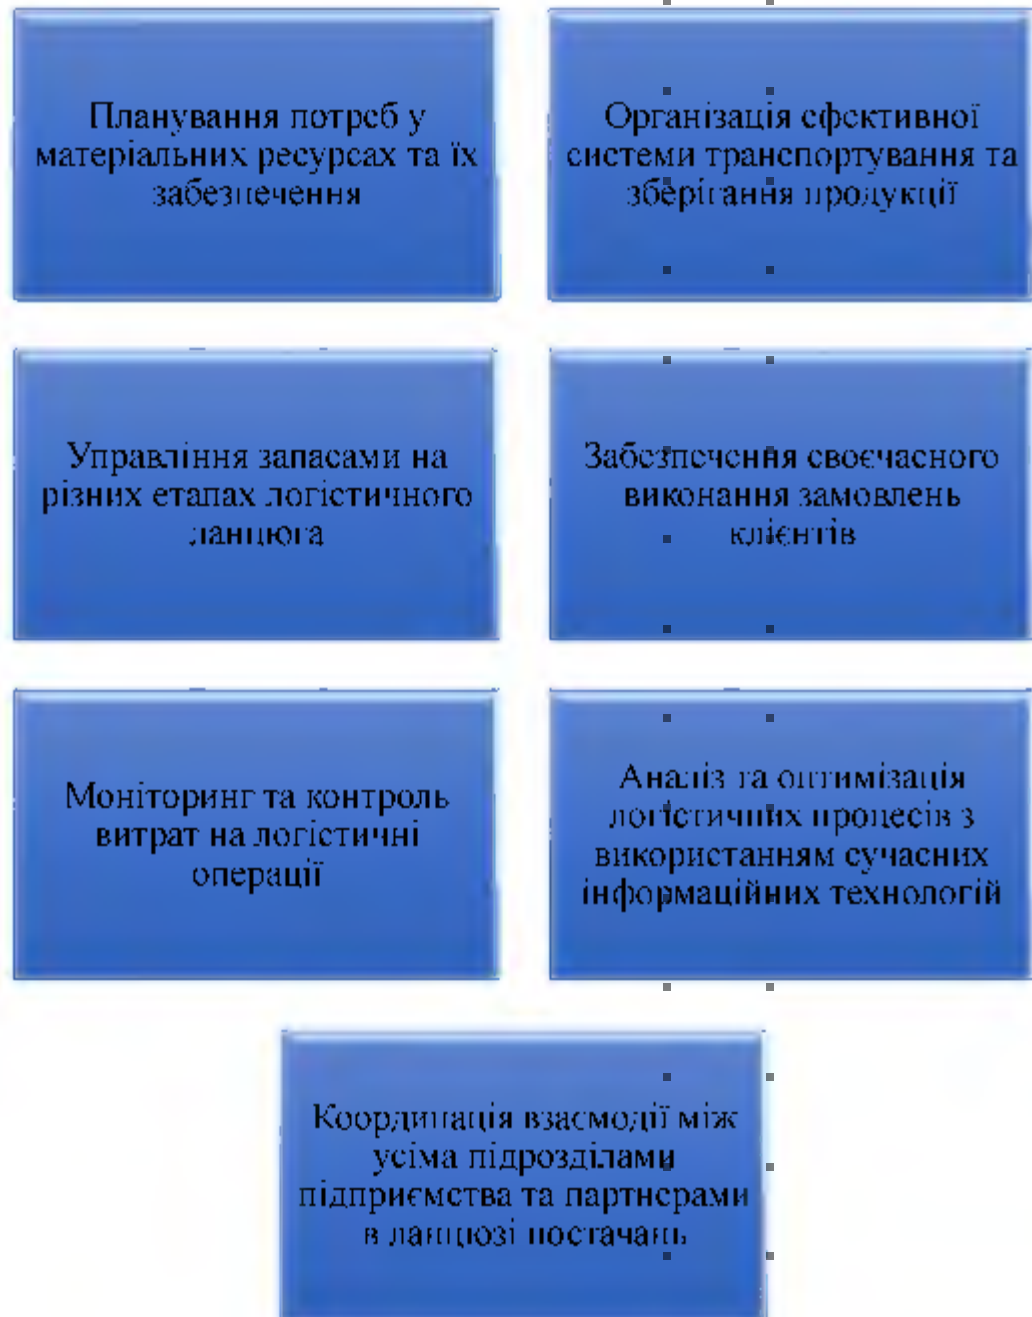 Планування потреб у
матеріальних ресурсах та їх
забезпечення
Організація ефективної
системи транспортування та
зберігання продукції
Управління запасами на
різних етапах логістичного
ланцюга
Забезпечення своєчасного
виконання замовлень
клієнтів
Моніторинг та контроль
витрат на логістичні
операції
Аналіз та оптимізація
логістичних процесів з
використанням сучасних
інформаційних технологій
Координація взаємодії між
усіма підрозділами
підприємства та партнерами
в ланцюзі постачань